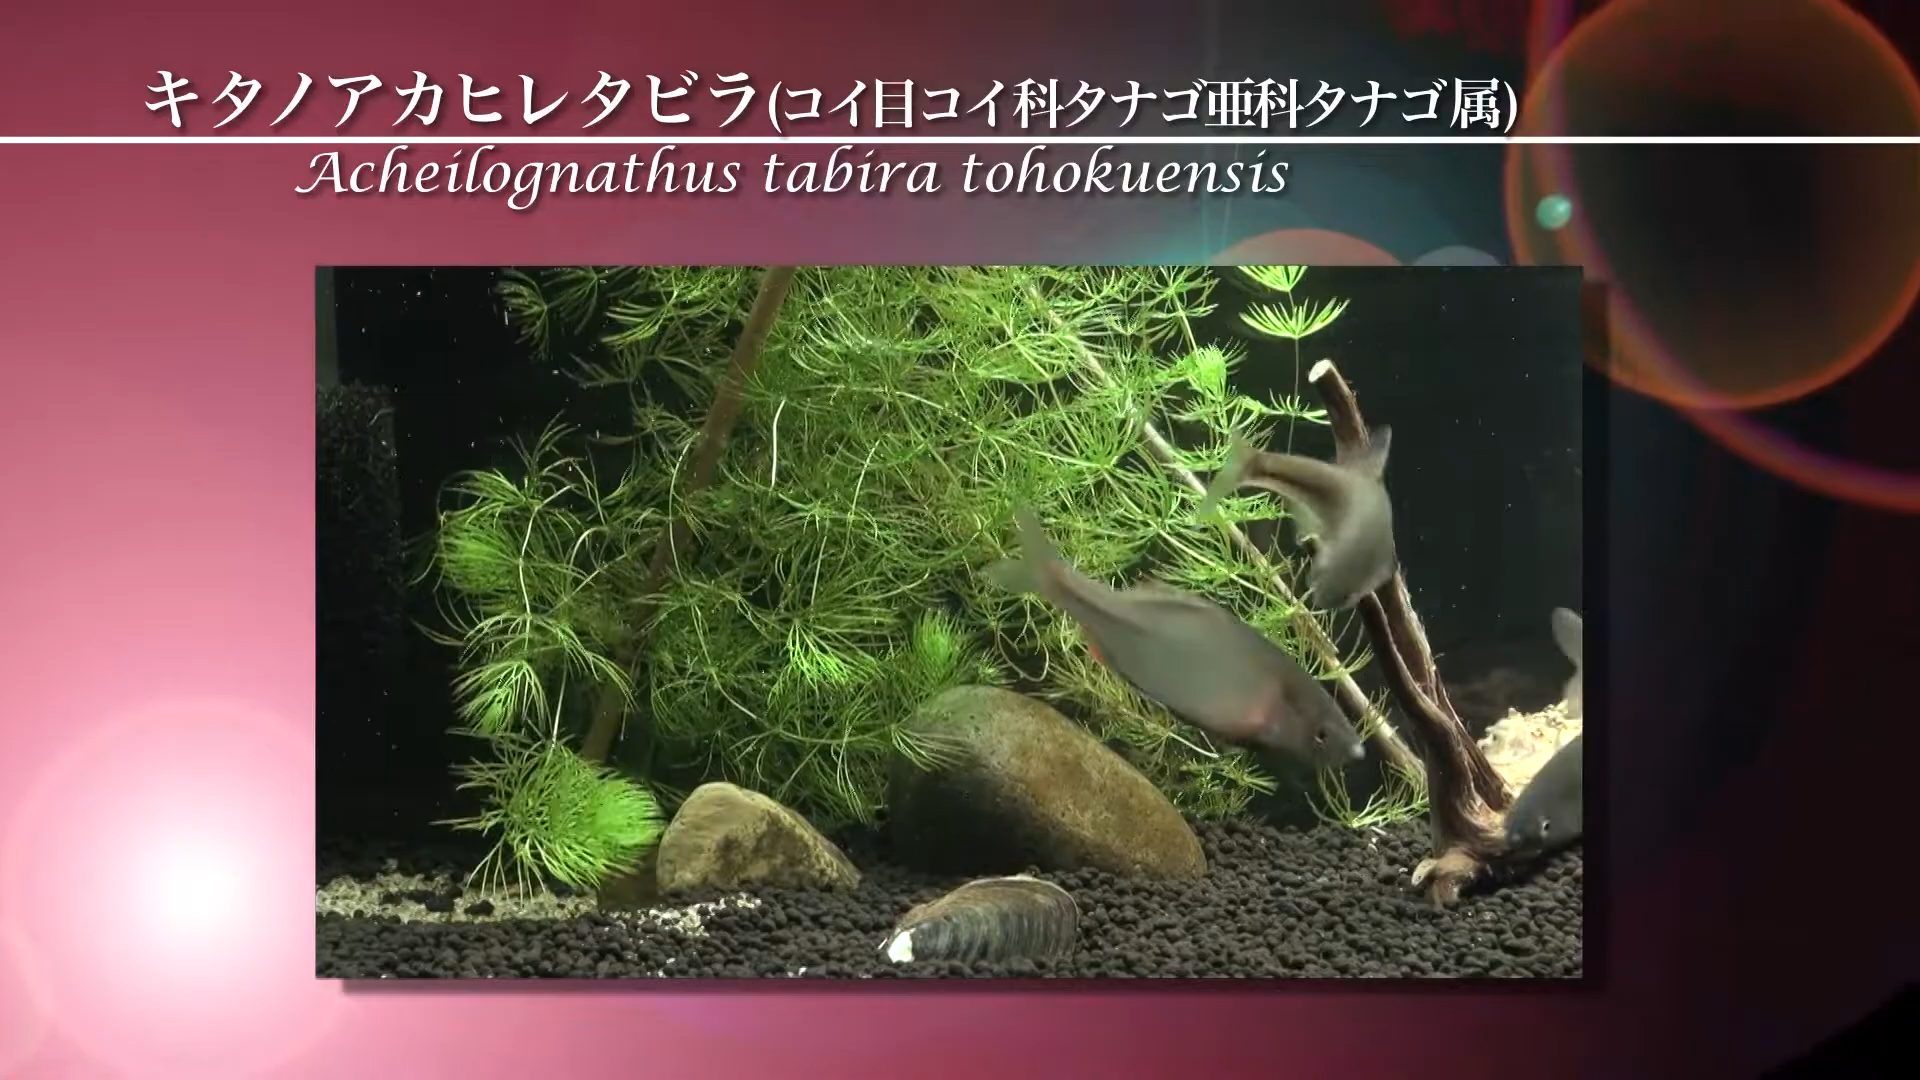 キタノアカヒレタビラ(コイ目コイ科タナゴ亜科タナゴ属)
Acheilognathus tabira tohokuensis